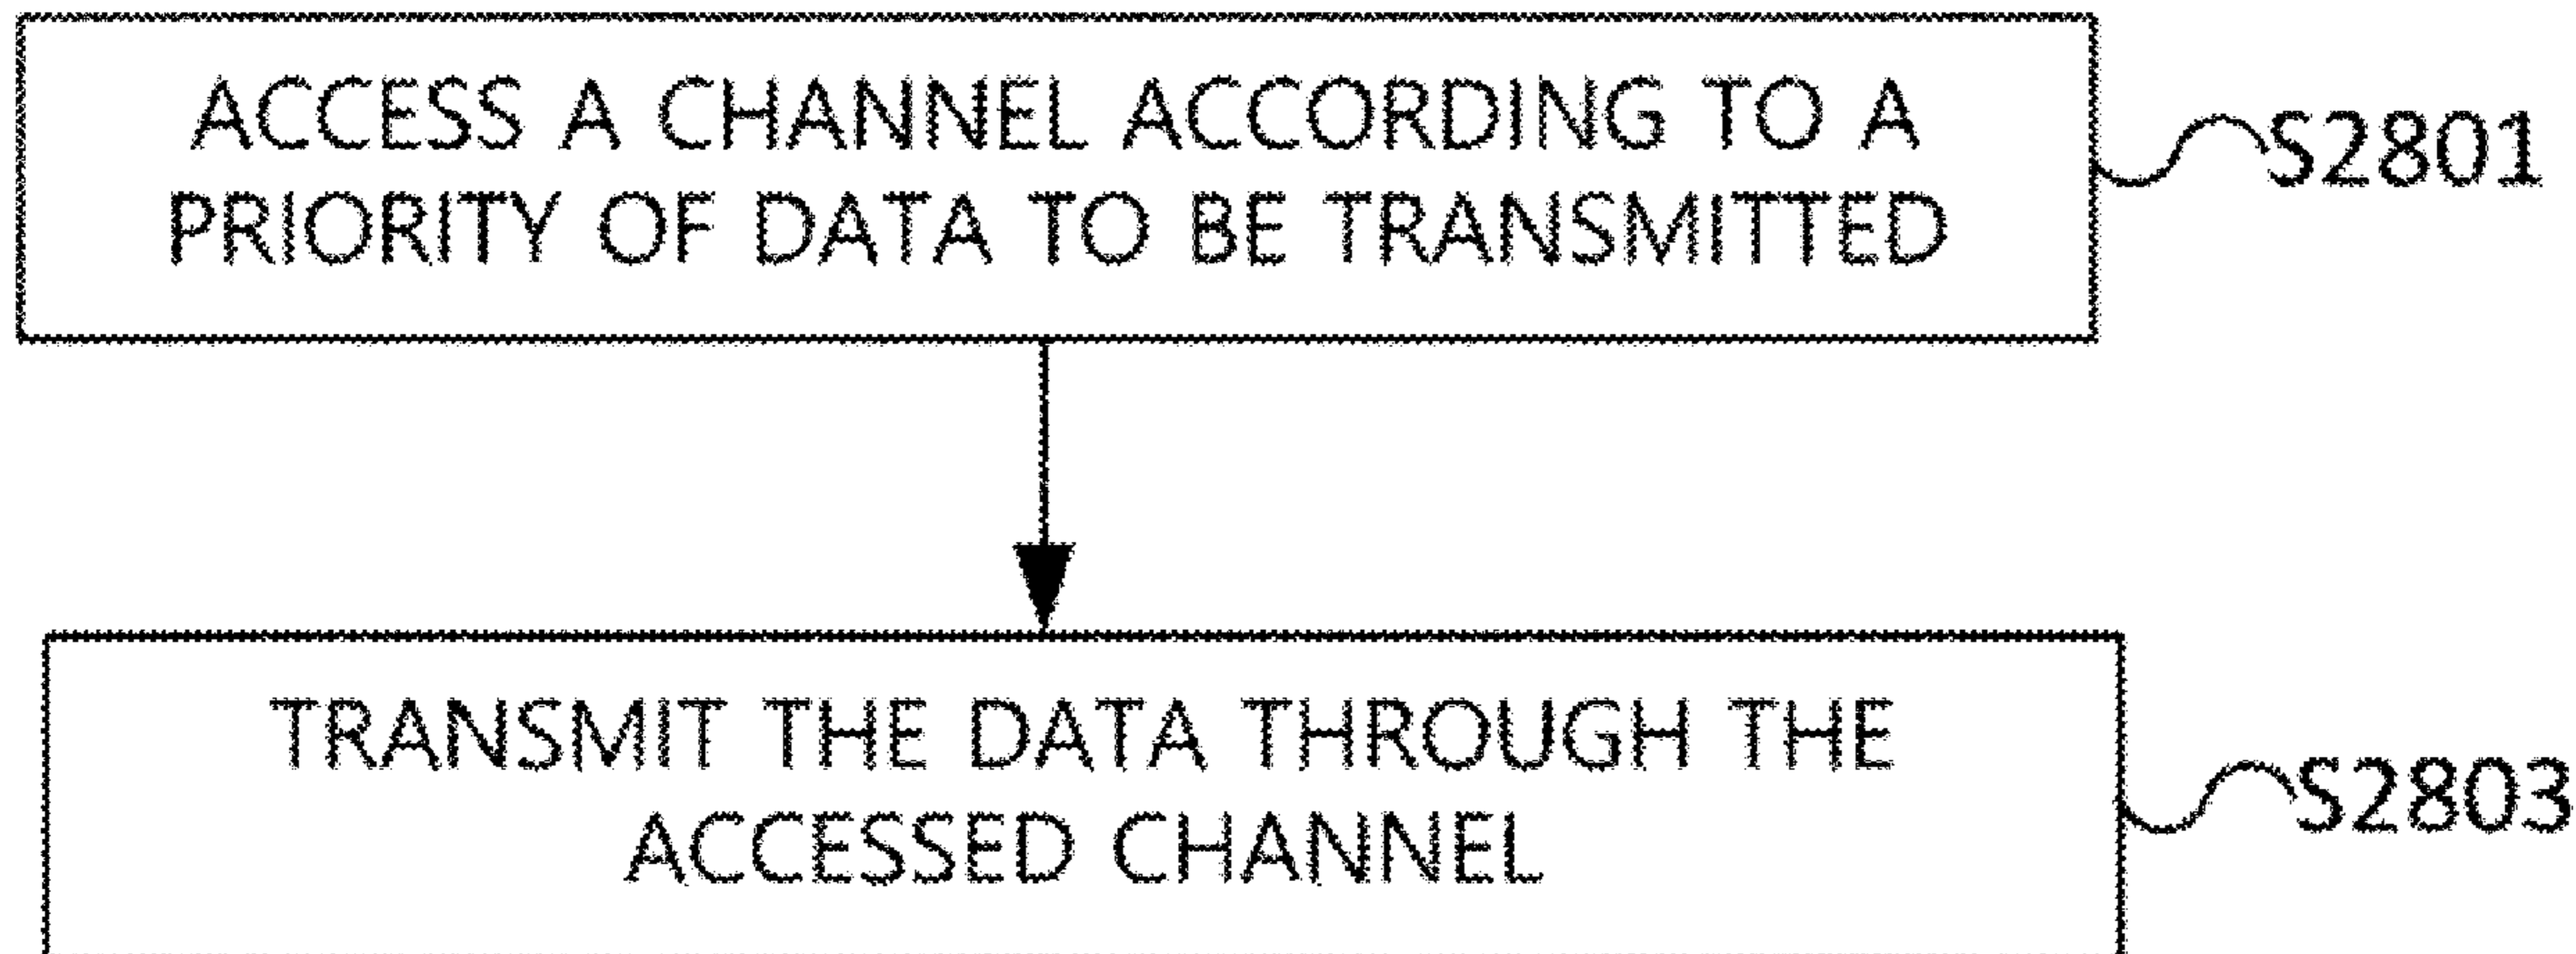 ACCESS A CHANNEL ACCORDING TO A
PRIORITY OF DATA TO BE TRANSMITTED
S2801
TRANSMIT THE DATA THROUGH THE
ACCESSED CHANNEL
S2803